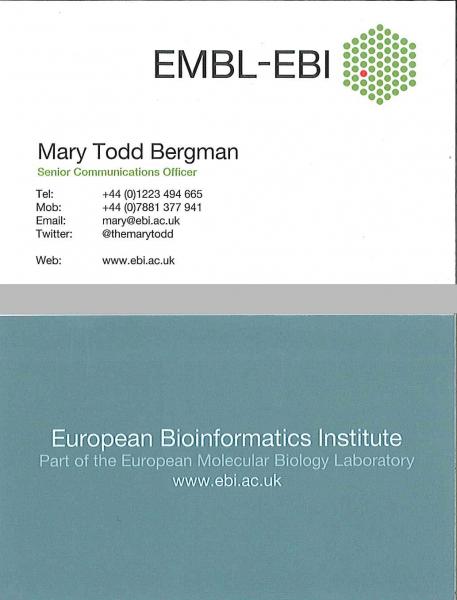 EMBL-EBI
Mary Todd Bergman
Senior Communications Officer
Tel: +44 (0)1223 494 665
Mob: +44 (0)7881 377 941
Email: mary@ebi.ac.uk
Twitter: @themarytodd
Web: www.ebi.ac.uk
European Bioinformatics Institute
Part of the European Molecular Biology Laboratory
www.ebi.ac.uk